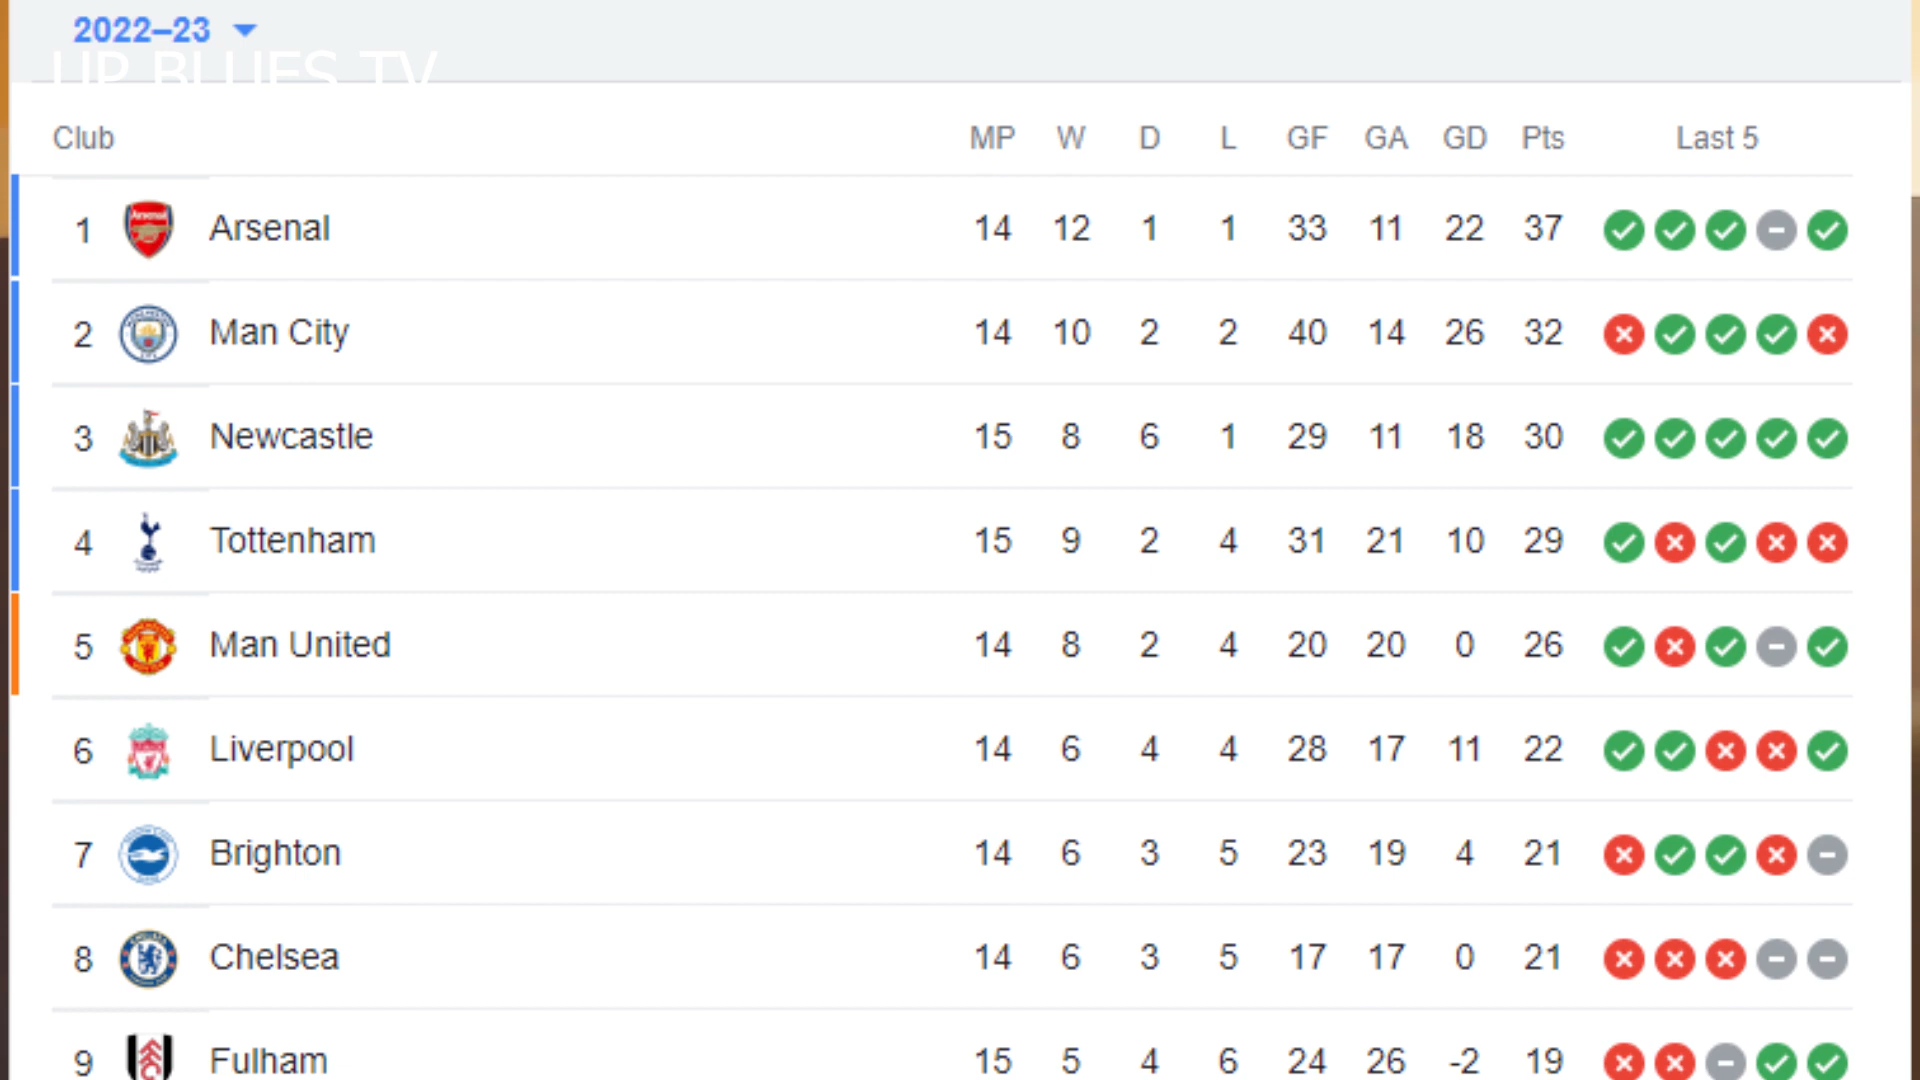 2022–23
UP BLUES TV
Club MP W D L GF GA GD Pts Last 5
1 Arsenal 14 12 1 1 33 11 22 37
2 Man City 14 10 2 2 40 14 26 32
3 Newcastle 15 8 6 1 29 11 18 30
4 Tottenham 15 9 2 4 31 21 10 29
5 Man United 14 8 2 4 20 20 0 26
6 Liverpool 14 6 4 4 28 17 11 22
7 Brighton 14 6 3 5 23 19 4 21
8 Chelsea 14 6 3 5 17 17 0 21
9 Fulham 15 5 4 6 24 26 -2 19